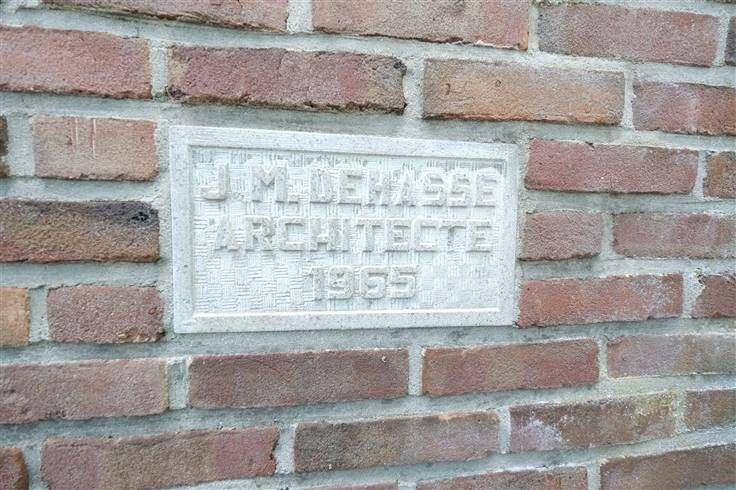 J.M. DEHASSE
ARCHITECTE
1965